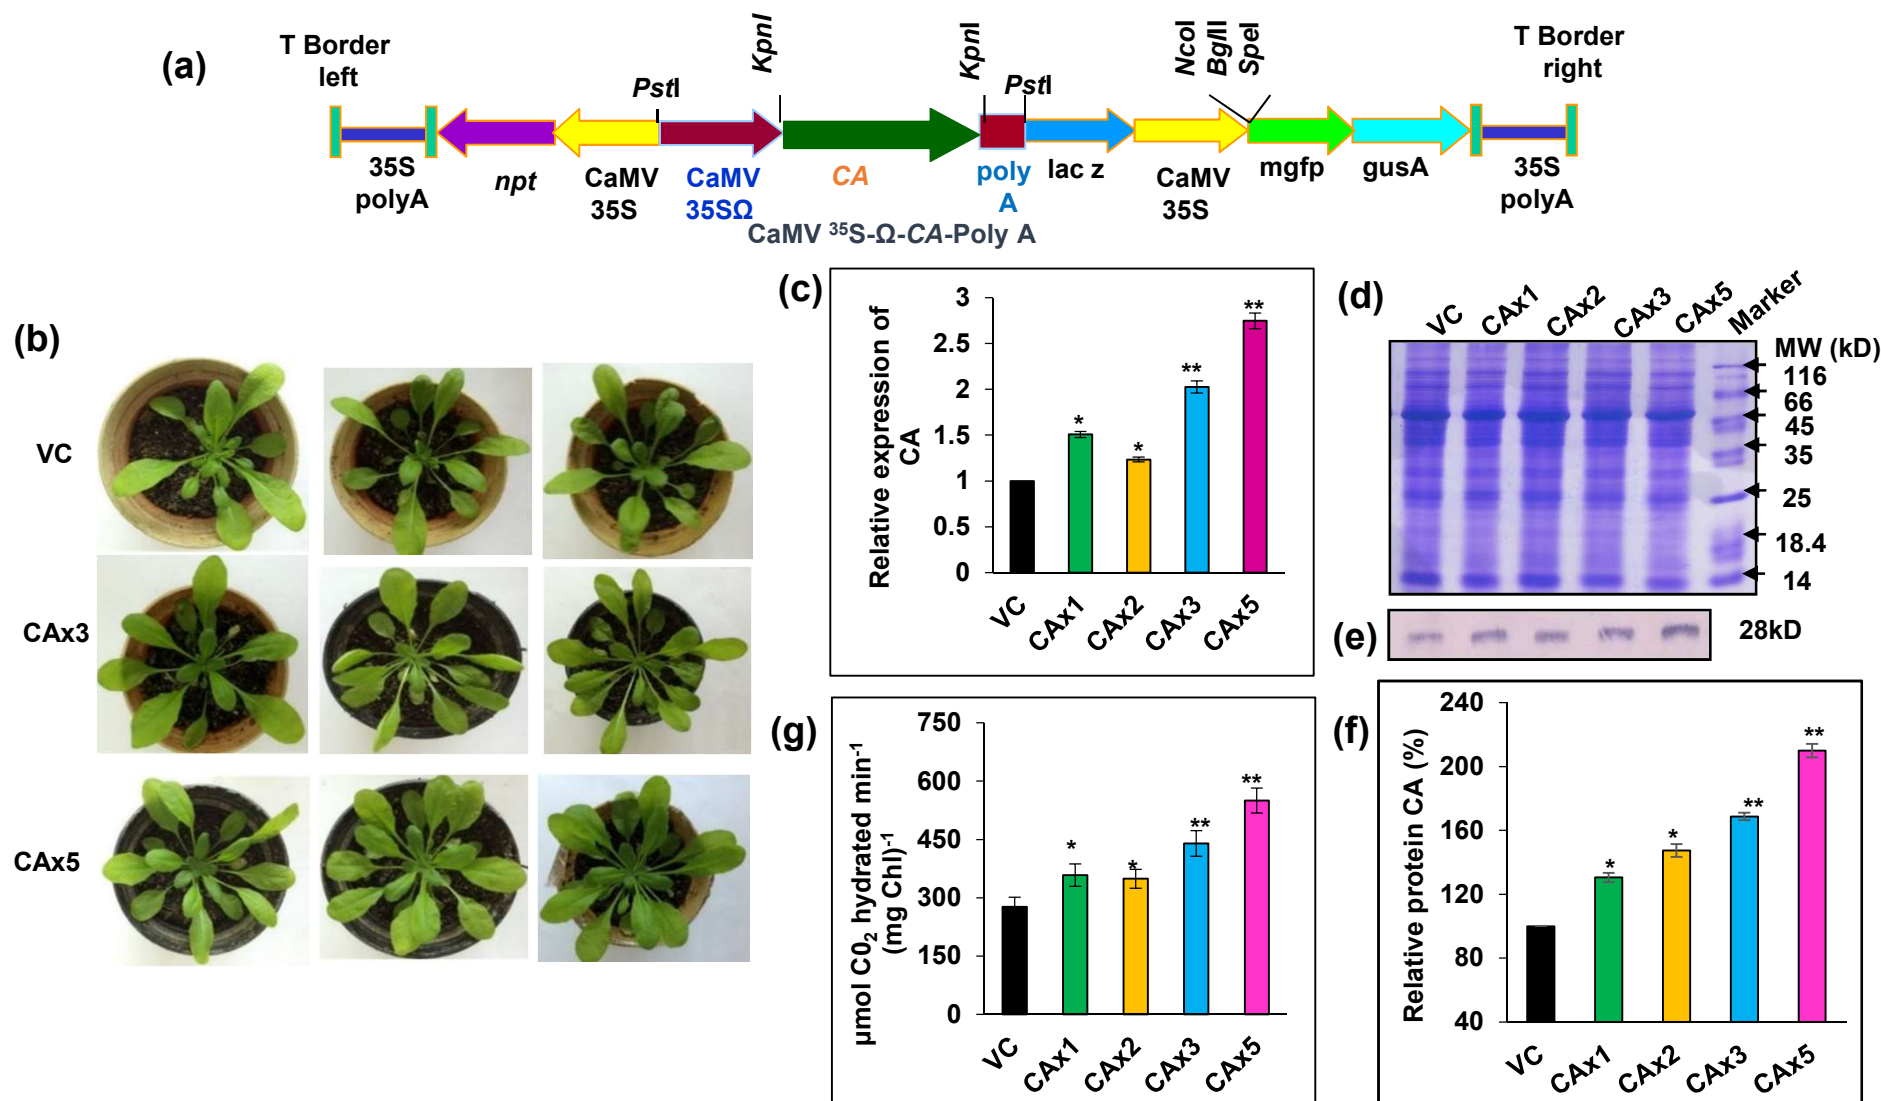 (a)
T Border
left
PstI
KpnI
KpnI
PstI
NcoI
BglII
SpeI
T Border
right
35S
polyA
npt
CaMV
35S
CaMV
35SΩ
CA
poly
A
lac z
CaMV
35S
mgfp
gusA
35S
polyA
CaMV 35S-Ω-CA-Poly A
(b)
VC
CAx3
CAx5
(c)
Relative expression of
CA
3
2.5
2
1.5
1
0.5
0
*
*
**
**
VC
CAx1
CAx2
CAx3
CAx5
(d)
VC
CAx1
CAx2
CAx3
CAx5
Marker
MW (kD)
116
66
45
35
25
18.4
14
(e)
28kD
(g)
µmol C02 hydrated min-1
(mg Chl)-1
750
600
450
300
150
0
*
*
**
**
VC
CAx1
CAx2
CAx3
CAx5
(f)
Relative protein CA (%)
240
200
160
120
80
40
*
*
**
**
VC
CAx1
CAx2
CAx3
CAx5